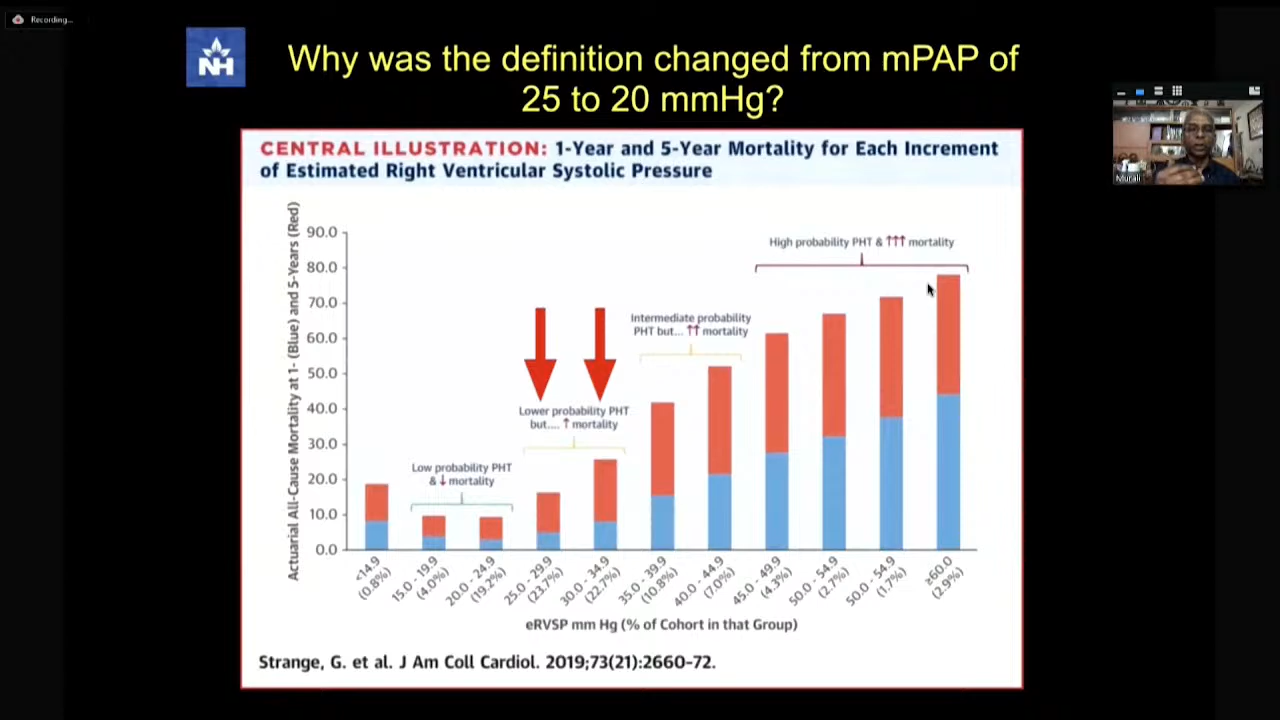 Recording...
NH
Why was the definition changed from mPAP of
25 to 20 mmHg?
CENTRAL ILLUSTRATION: 1-Year and 5-Year Mortality for Each Increment
of Estimated Right Ventricular Systolic Pressure
Actuarial All-Cause Mortality at 1- (Blue) and 5-Years (Red)
90.0
80.0
70.0
60.0
50.0
40.0
30.0
20.0
10.0
0.0
Low probability PHT
& ↓ mortality
Lower probability PHT
but.... ↑ mortality
Intermediate probability
PHT but... ↑↑ mortality
High probability PHT & ↑↑↑ mortality
<14.9
(0.8%)
15.0 - 19.9
(4.0%)
20.0 - 24.9
(19.2%)
25.0 - 29.9
(23.7%)
30.0 - 34.9
(22.7%)
35.0 - 39.9
(10.8%)
40.0 - 44.9
(7.0%)
45.0 - 49.9
(4.3%)
50.0 - 54.9
(2.7%)
50.0 - 54.9
(1.7%)
≥60.0
(2.9%)
eRVSP mm Hg (% of Cohort in that Group)
Strange, G. et al. J Am Coll Cardiol. 2019;73(21):2660-72.
Murali